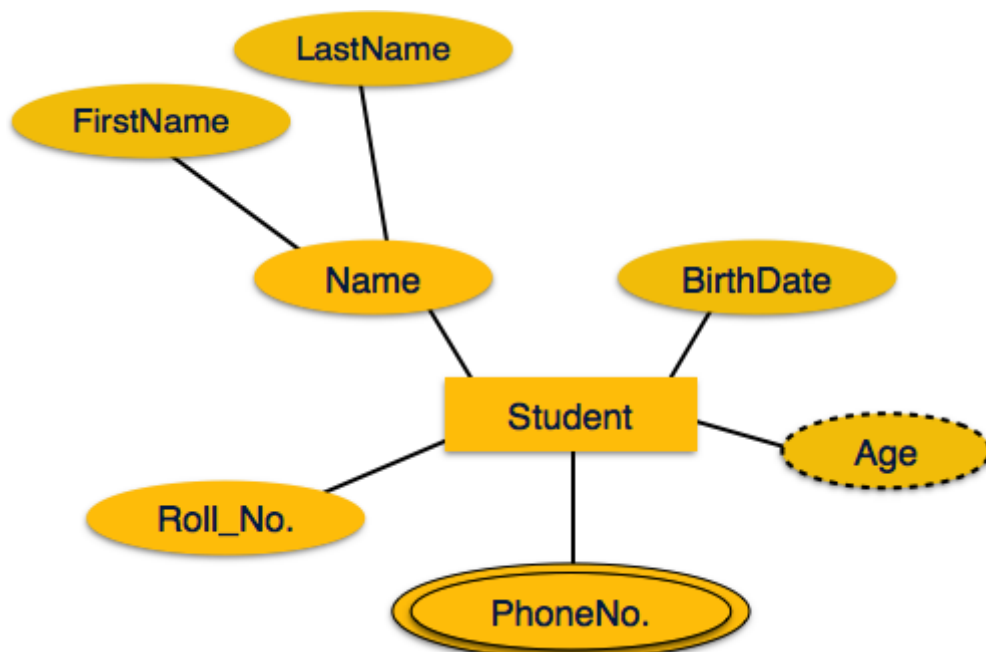 LastName
FirstName
Name
BirthDate
Student
Age
Roll_No.
PhoneNo.